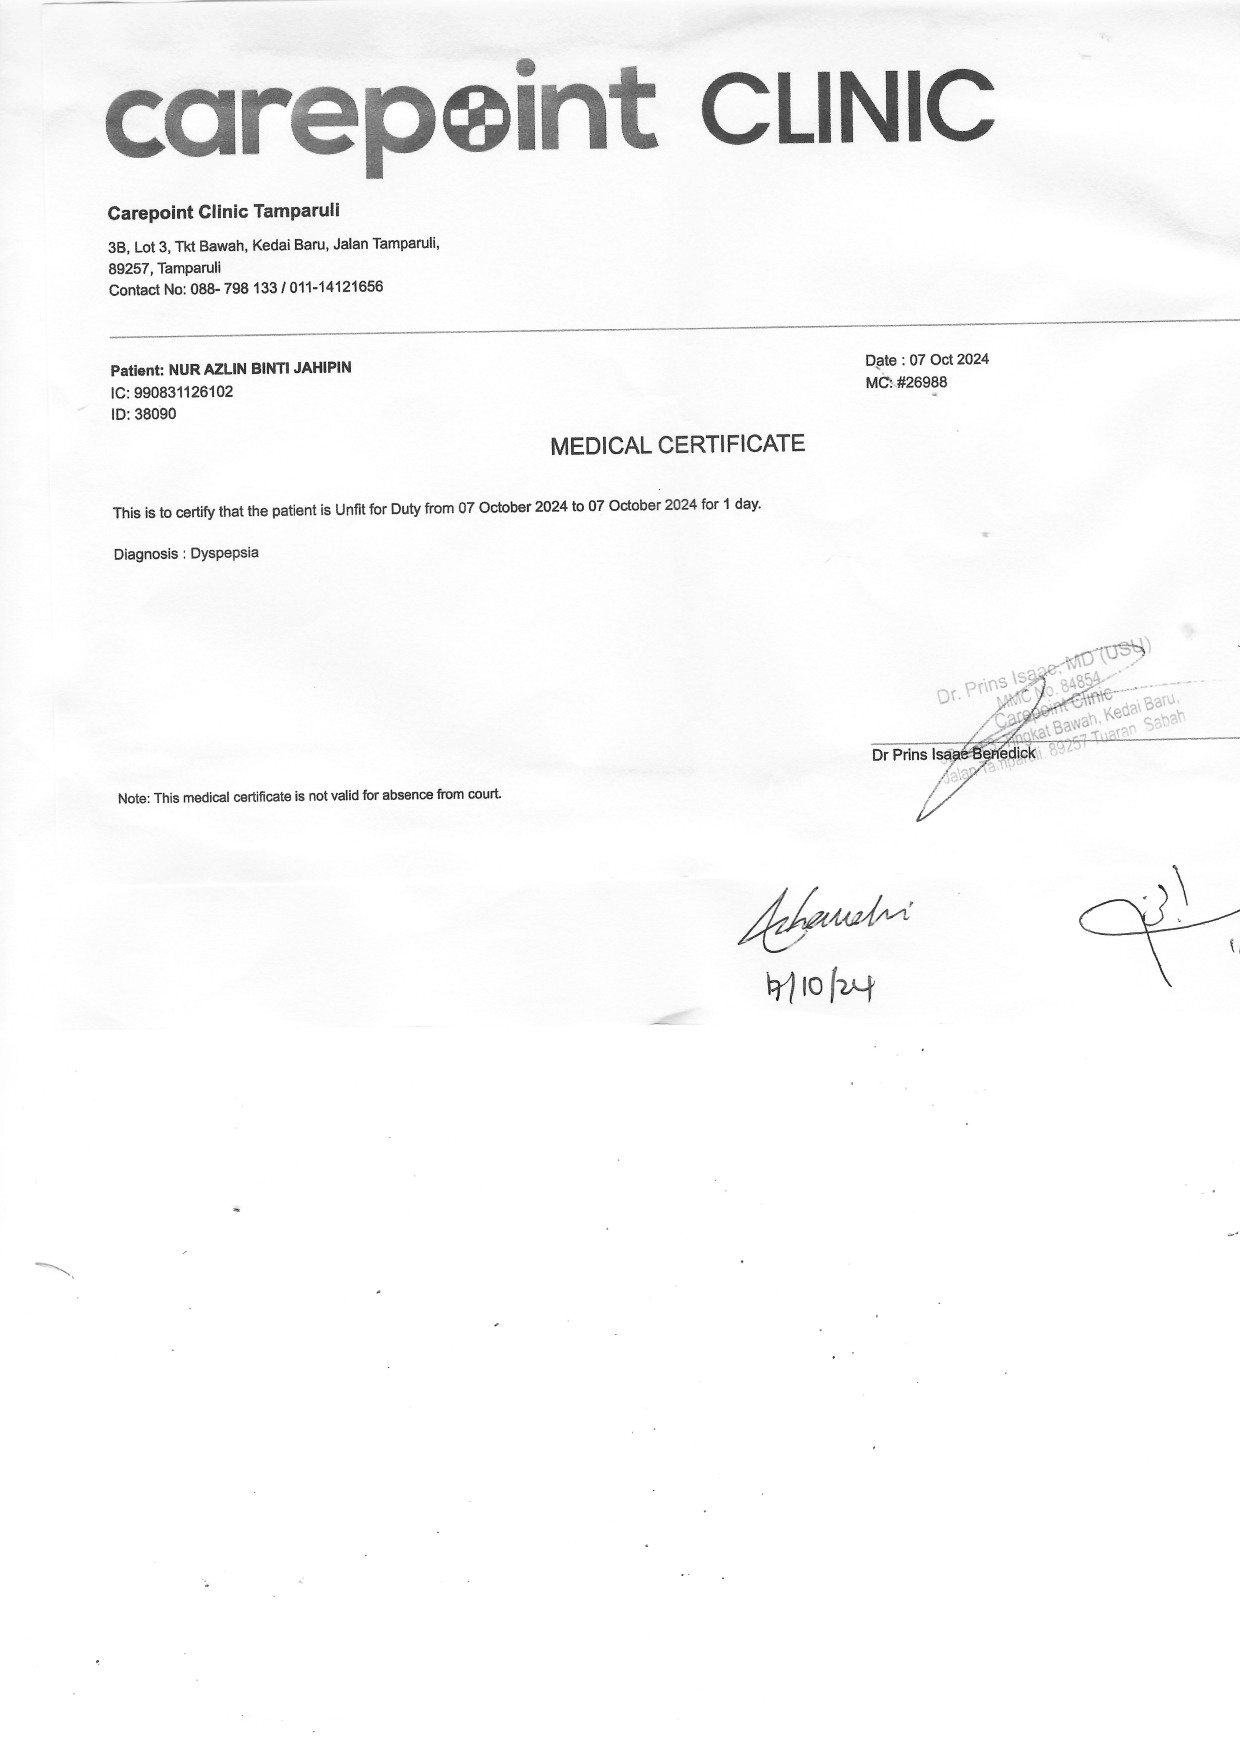 carepoint CLINIC
Carepoint Clinic Tamparuli
3B, Lot 3, Tkt Bawah, Kedai Baru, Jalan Tamparuli,
89257, Tamparuli
Contact No: 088- 798 133 / 011-14121656
Patient: NUR AZLIN BINTI JAHIPIN
Date : 07 Oct 2024
IC: 990831126102
MC: #26988
ID: 38090
MEDICAL CERTIFICATE
This is to certify that the patient is Unfit for Duty from 07 October 2024 to 07 October 2024 for 1 day.
Diagnosis : Dyspepsia
Dr. Prins Isaac, MD (USU)
MMC No. 84854
Carepoint Clinic
Bawah, Kedai Baru,
Jalan Tamparuli, 89257 Tuaran Sabah
Dr Prins Isaac Benedick
Note: This medical certificate is not valid for absence from court.
/10/24